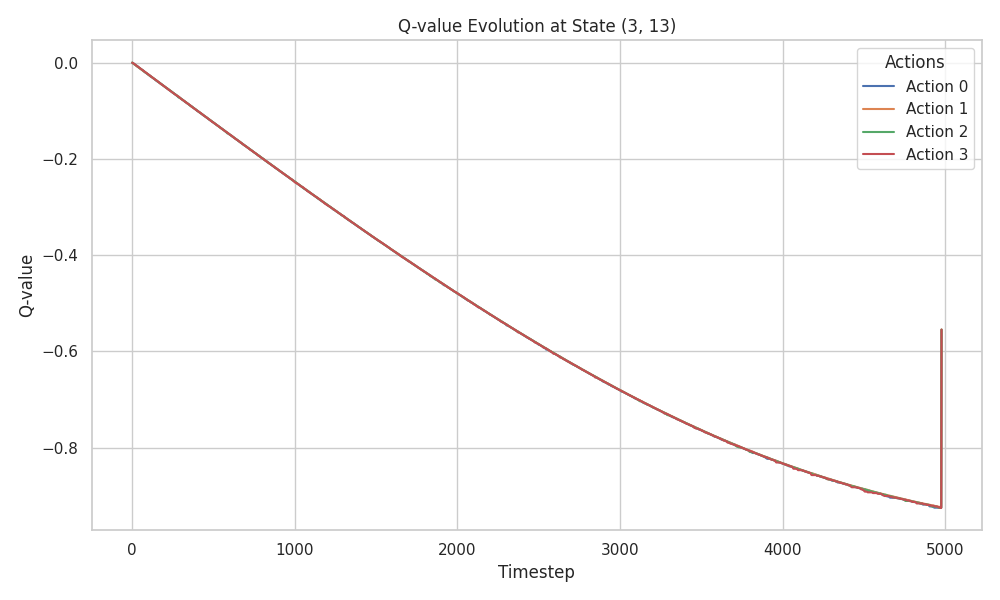 Q-value Evolution at State (3, 13)
Actions
Action 0
Action 1
Action 2
Action 3
Q-value
0.0
−0.2
−0.4
−0.6
−0.8
0
1000
2000
3000
4000
5000
Timestep